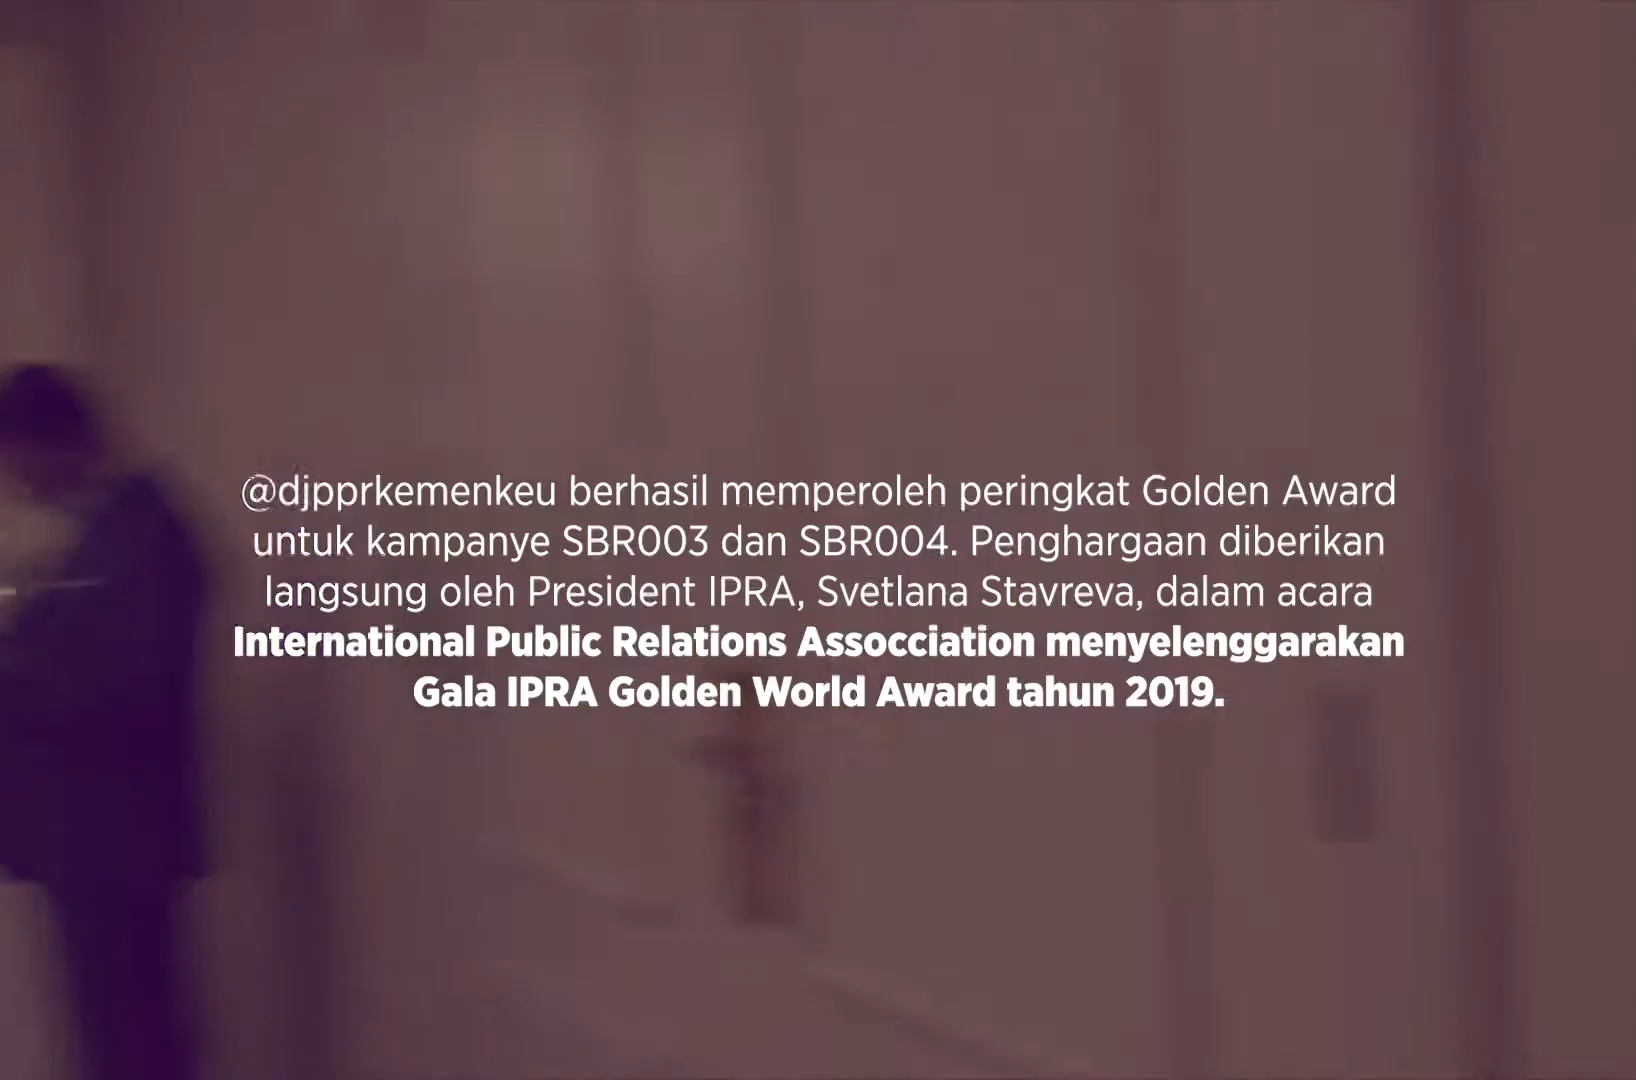 @djpprkemenkeu berhasil memperoleh peringkat Golden Award
untuk kampanye SBR003 dan SBR004. Penghargaan diberikan
langsung oleh President IPRA, Svetlana Stavreva, dalam acara
International Public Relations Assocciation menyelenggarakan
Gala IPRA Golden World Award tahun 2019.